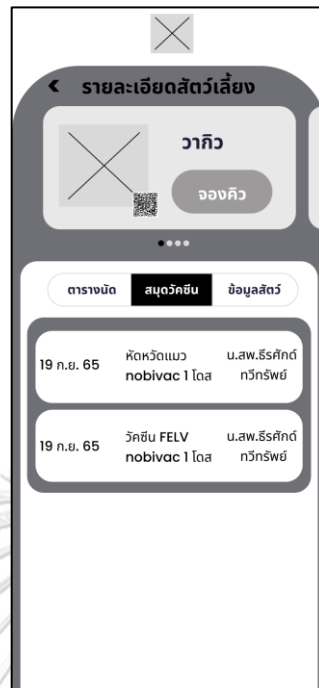 รายละเอียดสัตว์เลี้ยง
วากิว
จองคิว
ตารางนัด สมุดวัคซีน ข้อมูลสัตว์
19 ก.ย. 65 หัดหวัดแมว nobivac 1 โดส น.สพ.ธีรศักด์ ทวีทรัพย์
19 ก.ย. 65 วัคซีน FELV nobivac 1 โดส น.สพ.ธีรศักด์ ทวีทรัพย์